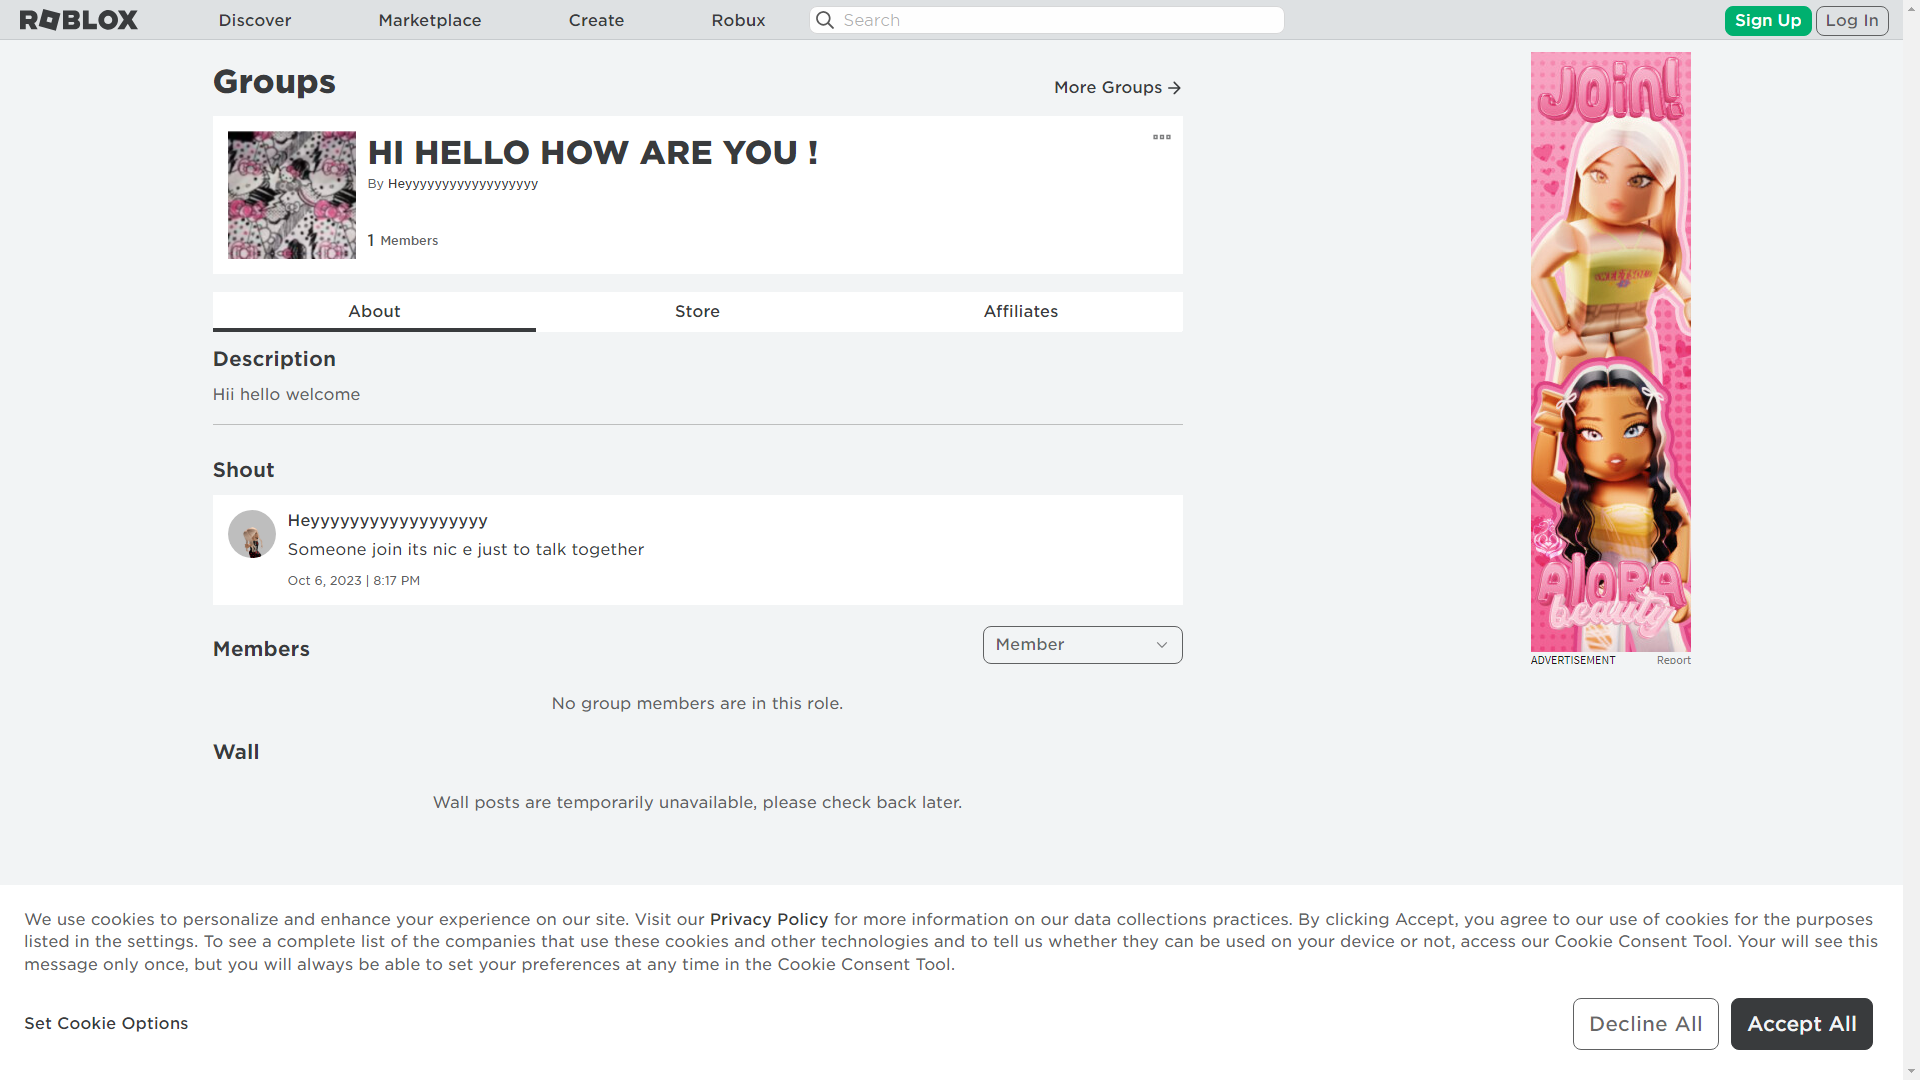 ROBLOX
Discover
Marketplace
Create
Robux
Search
Sign Up
Log In
Groups
More Groups
HI HELLO HOW ARE YOU !
By Heyyyyyyyyyyyyyyyyyy
1 Members
About
Store
Affiliates
Description
Hii hello welcome
Shout
Heyyyyyyyyyyyyyyyyyy
Someone join its nic e just to talk together
Oct 6, 2023 | 8:17 PM
Members
Member
No group members are in this role.
Wall
Wall posts are temporarily unavailable, please check back later.
Join!
AlORA
beauty
ADVERTISEMENT
Report
We use cookies to personalize and enhance your experience on our site. Visit our Privacy Policy for more information on our data collections practices. By clicking Accept, you agree to our use of cookies for the purposes
listed in the settings. To see a complete list of the companies that use these cookies and other technologies and to tell us whether they can be used on your device or not, access our Cookie Consent Tool. Your will see this
message only once, but you will always be able to set your preferences at any time in the Cookie Consent Tool.
Set Cookie Options
Decline All
Accept All